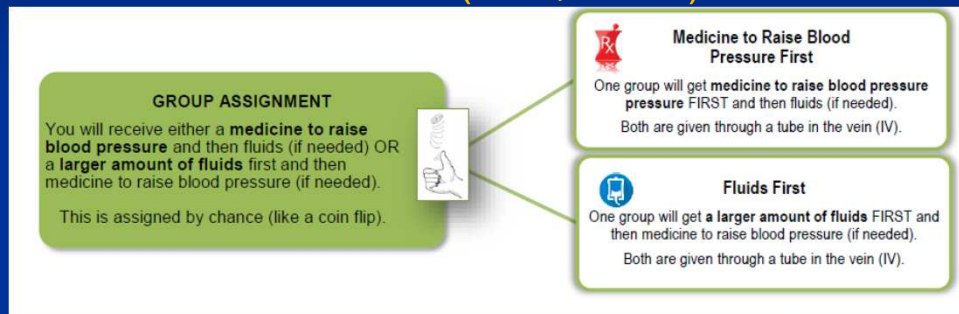 GROUP ASSIGNMENT
You will receive either a medicine to raise
blood pressure and then fluids (if needed) OR
a larger amount of fluids first and then
medicine to raise blood pressure (if needed).
This is assigned by chance (like a coin flip).
Rx
Medicine to Raise Blood
Pressure First
One group will get medicine to raise blood pressure
pressure FIRST and then fluids (if needed).
Both are given through a tube in the vein (IV).
Fluids First
One group will get a larger amount of fluids FIRST and
then medicine to raise blood pressure (if needed).
Both are given through a tube in the vein (IV).